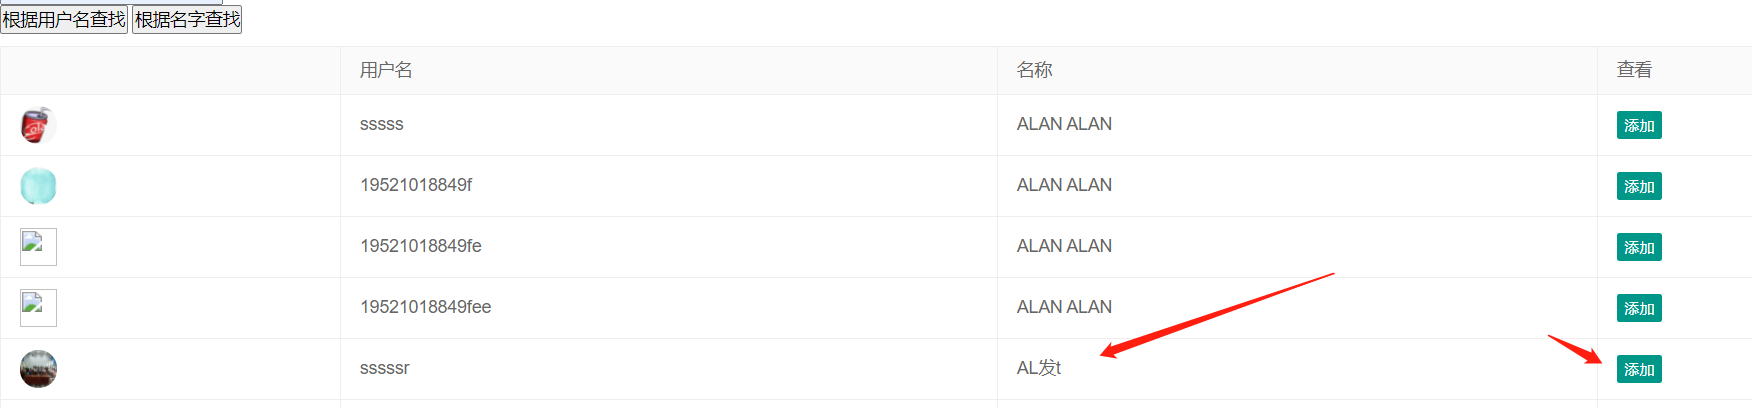 根据用户名查找 根据名字查找
用户名 名称 查看
sssss ALAN ALAN 添加
19521018849f ALAN ALAN 添加
19521018849fe ALAN ALAN 添加
19521018849fee ALAN ALAN 添加
sssssr AL发t 添加